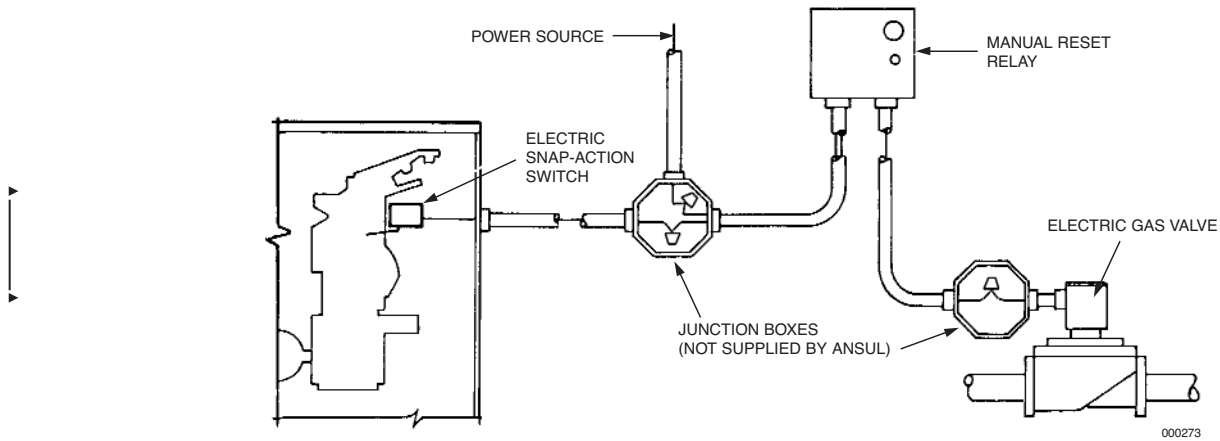 POWER SOURCE
MANUAL RESET
RELAY
ELECTRIC
SNAP-ACTION
SWITCH
ELECTRIC GAS VALVE
JUNCTION BOXES
(NOT SUPPLIED BY ANSUL)
000273